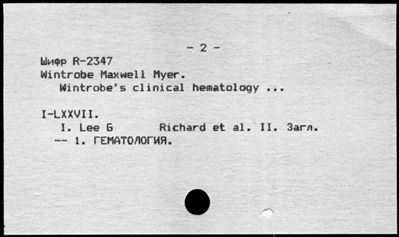 - 2 -
Шифр R-2347
Wintrobe Maxwell Myer.
Wintrobe's clinical hematology ...
I-LXXVII.
I. Lee G Richard et al. II. Загл.
-- 1. ГЕМАТОЛОГИЯ.